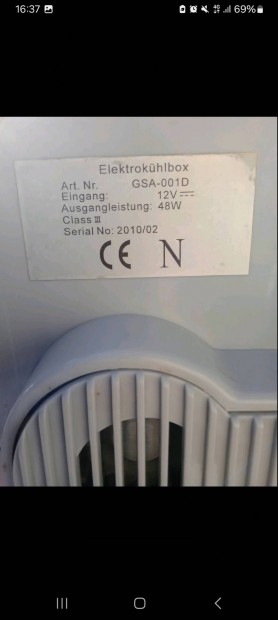 16:37
69%
Elektrokühlbox
Art. Nr. GSA-001D
Eingang: 12V
Ausgangleistung: 48W
Class III
Serial No: 2010/02
CE N